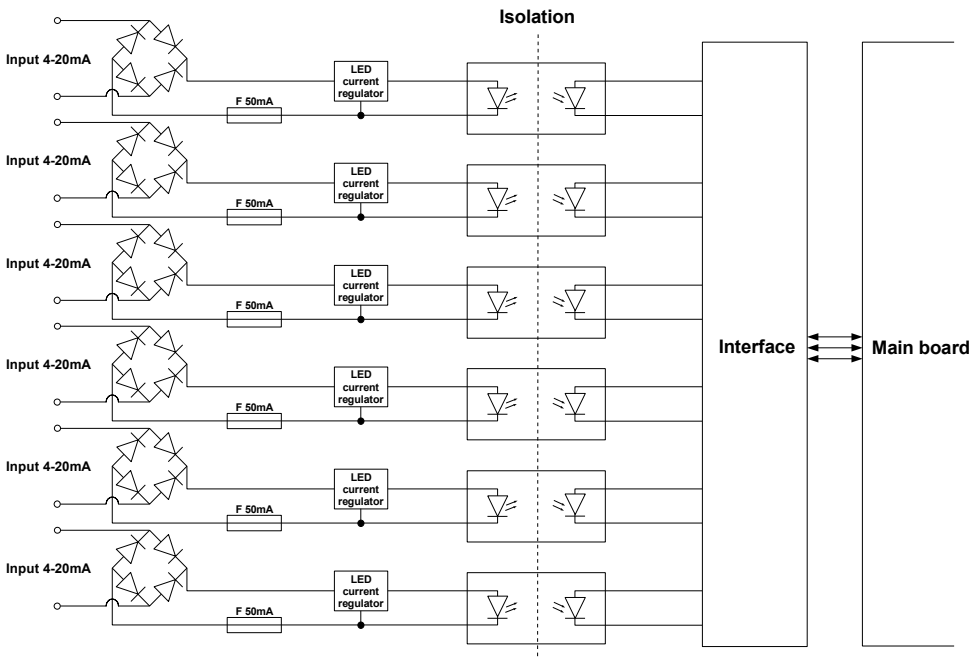 Isolation
Input 4-20mA
LED
current
regulator
F 50mA
Input 4-20mA
LED
current
regulator
F 50mA
Input 4-20mA
LED
current
regulator
F 50mA
Interface
Main board
Input 4-20mA
LED
current
regulator
F 50mA
Input 4-20mA
LED
current
regulator
F 50mA
Input 4-20mA
LED
current
regulator
F 50mA